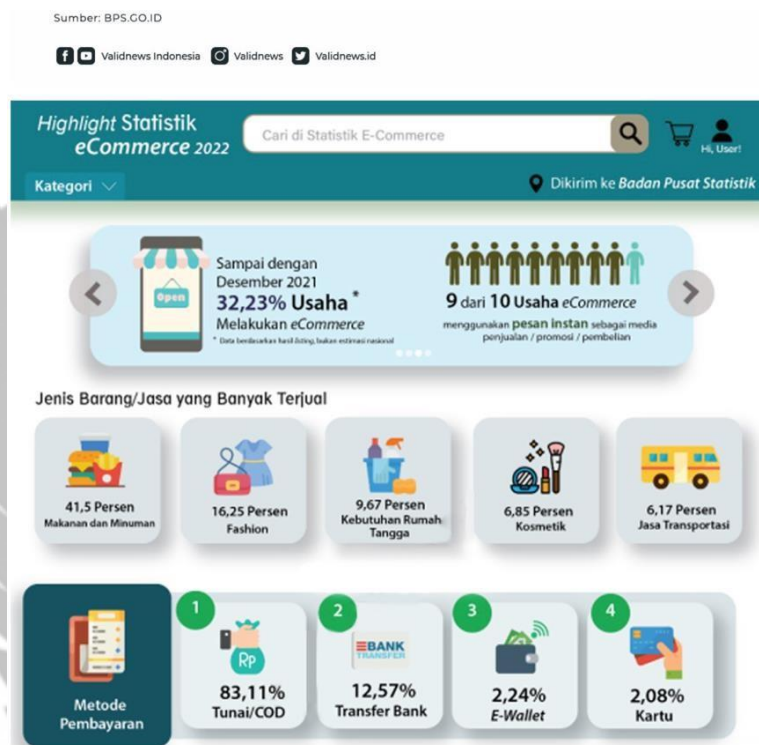 Sumber: BPS.GO.ID
Validnews Indonesia Validnews Validnews.id
Highlight Statistik
eCommerce 2022
Cari di Statistik E-Commerce
Hi, User!
Kategori
Dikirim ke Badan Pusat Statistik
Open
Sampai dengan
Desember 2021
32,23% Usaha *
Melakukan eCommerce
* Data berdasarkan hasil listing, bukan estimasi nasional
9 dari 10 Usaha eCommerce
menggunakan pesan instan sebagai media
penjualan / promosi / pembelian
Jenis Barang/Jasa yang Banyak Terjual
41,5 Persen
Makanan dan Minuman
16,25 Persen
Fashion
9,67 Persen
Kebutuhan Rumah
Tangga
6,85 Persen
Kosmetik
6,17 Persen
Jasa Transportasi
Metode
Pembayaran
1
Rp
83,11%
Tunai/COD
2
BANK
TRANSFER
12,57%
Transfer Bank
3
2,24%
E-Wallet
4
2,08%
Kartu